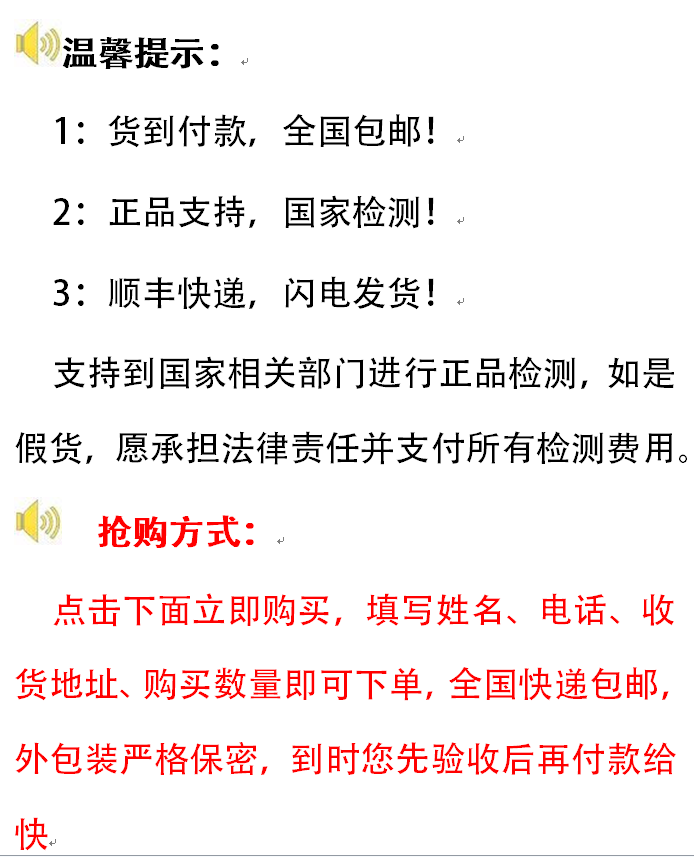 温馨提示：
1：货到付款，全国包邮！
2：正品支持，国家检测！
3：顺丰快递，闪电发货！
支持到国家相关部门进行正品检测，如是
假货，愿承担法律责任并支付所有检测费用。
抢购方式：
点击下面立即购买，填写姓名、电话、收
货地址、购买数量即可下单，全国快递包邮，
外包装严格保密，到时您先验收后再付款给
快